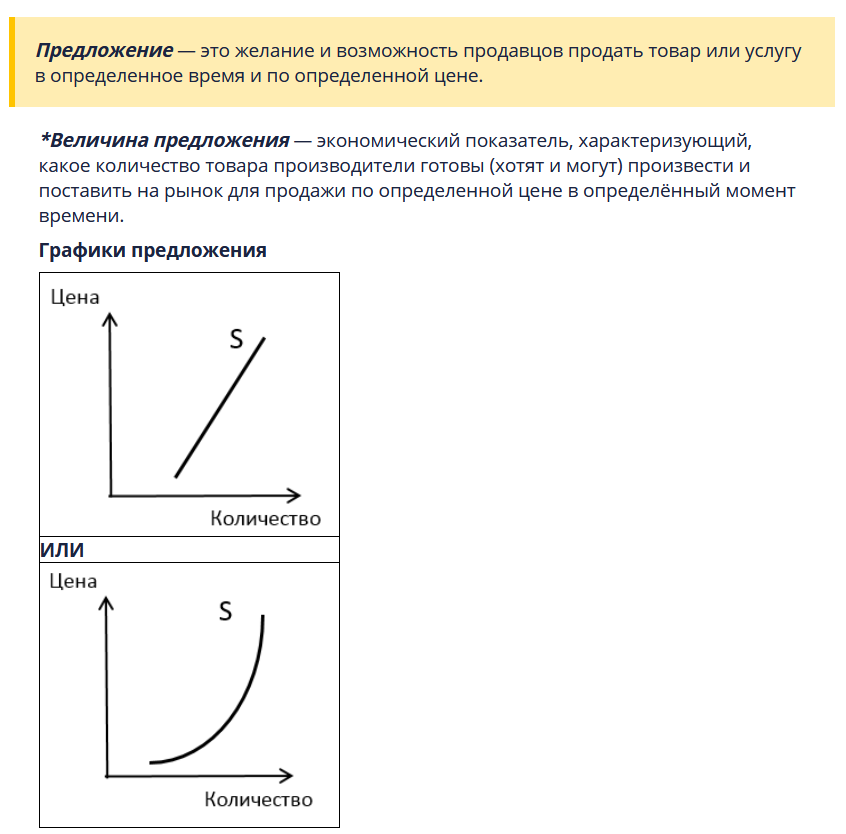 Предложение — это желание и возможность продавцов продать товар или услугу
в определенное время и по определенной цене.
*Величина предложения — экономический показатель, характеризующий,
какое количество товара производители готовы (хотят и могут) произвести и
поставить на рынок для продажи по определенной цене в определённый момент
времени.
Графики предложения
Цена
S
Количество
ИЛИ
Цена
S
Количество